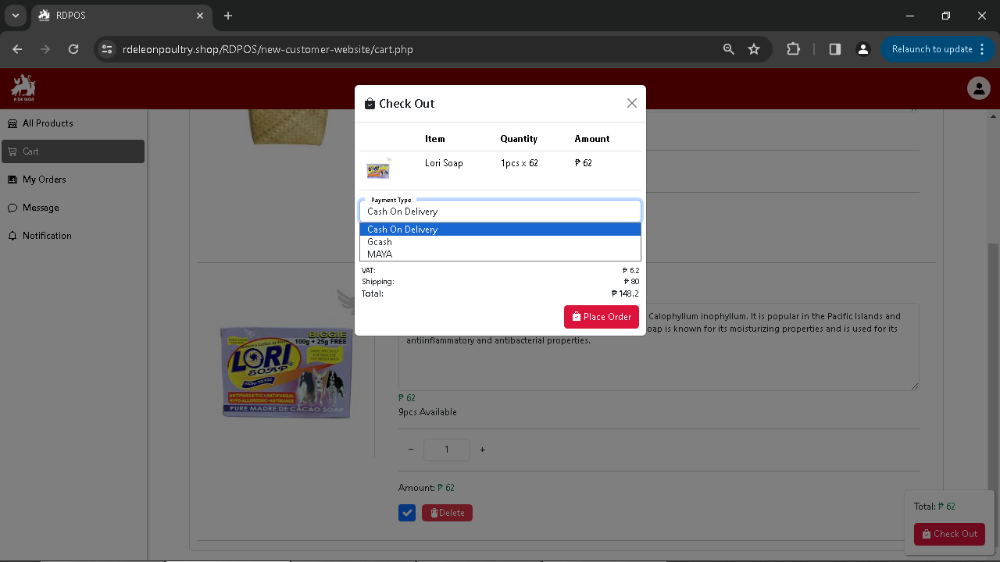 RDPOS
rdeleonpoultry.shop/RDPOS/new-customer-website/cart.php
Relaunch to update
R DE LEON
All Products
Cart
My Orders
Message
Notification
Check Out
Item Quantity Amount
Lori Soap 1pcs x 62 ₱ 62
Payment Type
Cash On Delivery
Cash On Delivery
Gcash
MAYA
VAT: ₱ 6.2
Shipping: ₱ 80
Total: ₱ 148.2
Place Order
Calophyllum inophyllum. It is popular in the Pacific Islands and
oap is known for its moisturizing properties and is used for its
antiinflammatory and antibacterial properties.
BIGGIE
100g + 25g FREE
LORI
SOAP
NON-TOXIC
ANTIPARASITIC • ANTIFUNGAL
HYPO-ALLERGENIC • ANTIMANGE
PURE MADRE DE CACAO SOAP
₱ 62
9pcs Available
− 1 +
Amount: ₱ 62
Delete
Total: ₱ 62
Check Out